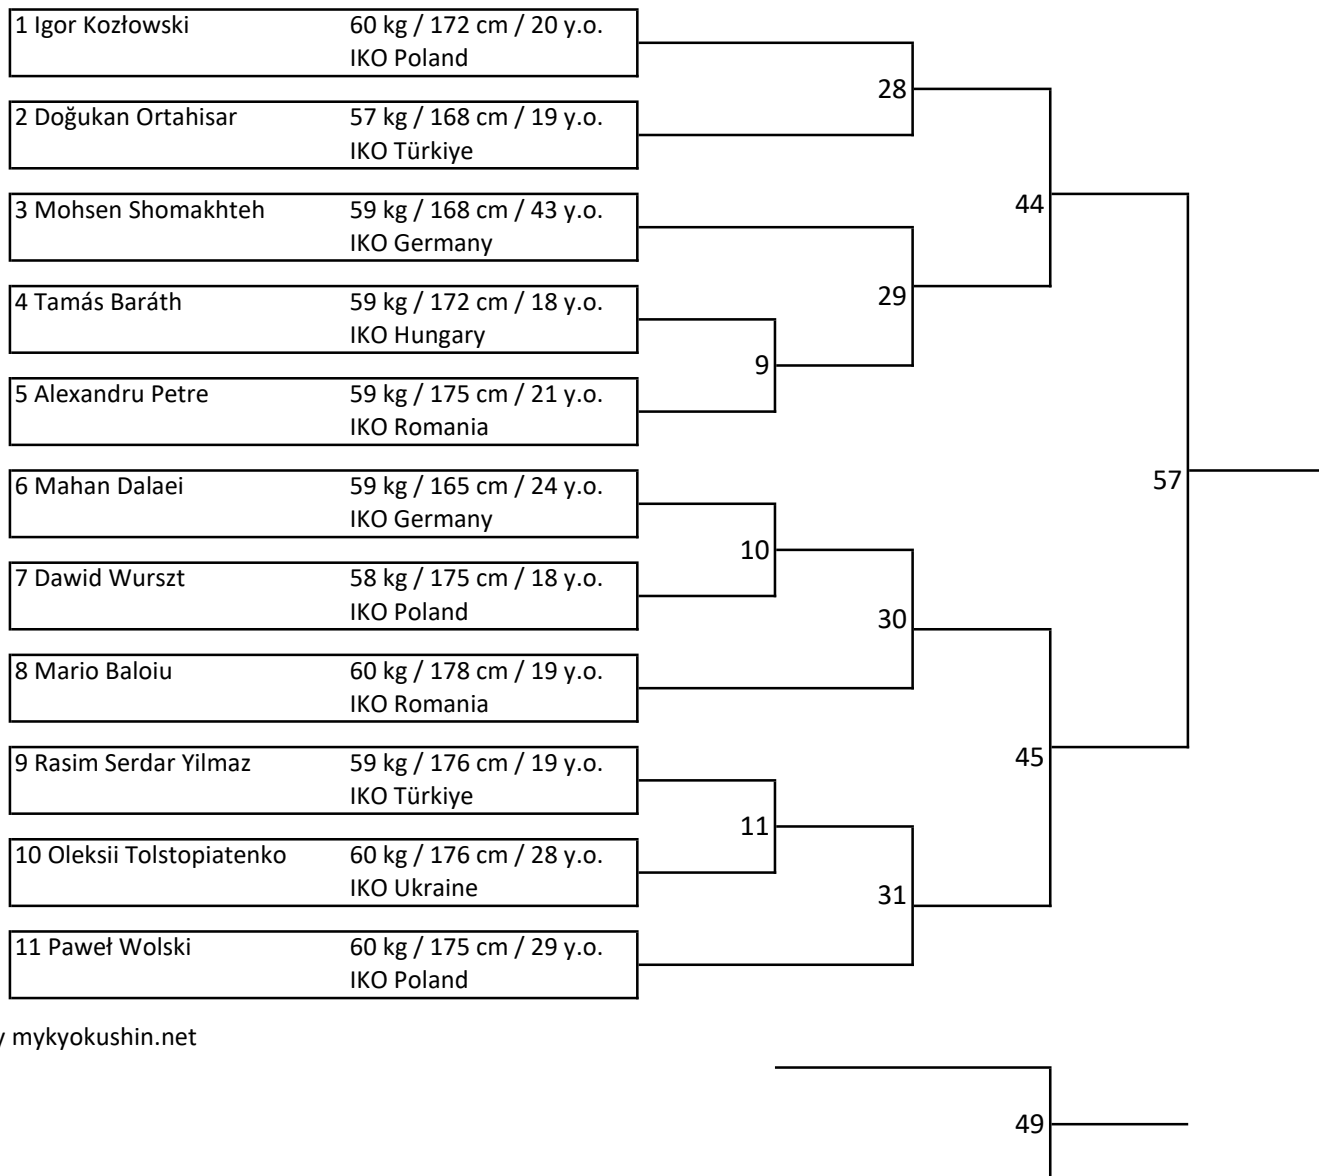 1 Igor Kozłowski 60 kg / 172 cm / 20 y.o.
IKO Poland
28
2 Doğukan Ortahisar 57 kg / 168 cm / 19 y.o.
IKO Türkiye
3 Mohsen Shomakhteh 59 kg / 168 cm / 43 y.o.
44
IKO Germany
4 Tamás Baráth 59 kg / 172 cm / 18 y.o.
29
IKO Hungary
9
5 Alexandru Petre 59 kg / 175 cm / 21 y.o.
IKO Romania
6 Mahan Dalaei 59 kg / 165 cm / 24 y.o.
57
IKO Germany
10
7 Dawid Wurszt 58 kg / 175 cm / 18 y.o.
IKO Poland
30
8 Mario Baloiu 60 kg / 178 cm / 19 y.o.
IKO Romania
9 Rasim Serdar Yilmaz 59 kg / 176 cm / 19 y.o.
45
IKO Türkiye
11
10 Oleksii Tolstopiatenko 60 kg / 176 cm / 28 y.o.
IKO Ukraine
31
11 Paweł Wolski 60 kg / 175 cm / 29 y.o.
IKO Poland
mykyokushin.net
49